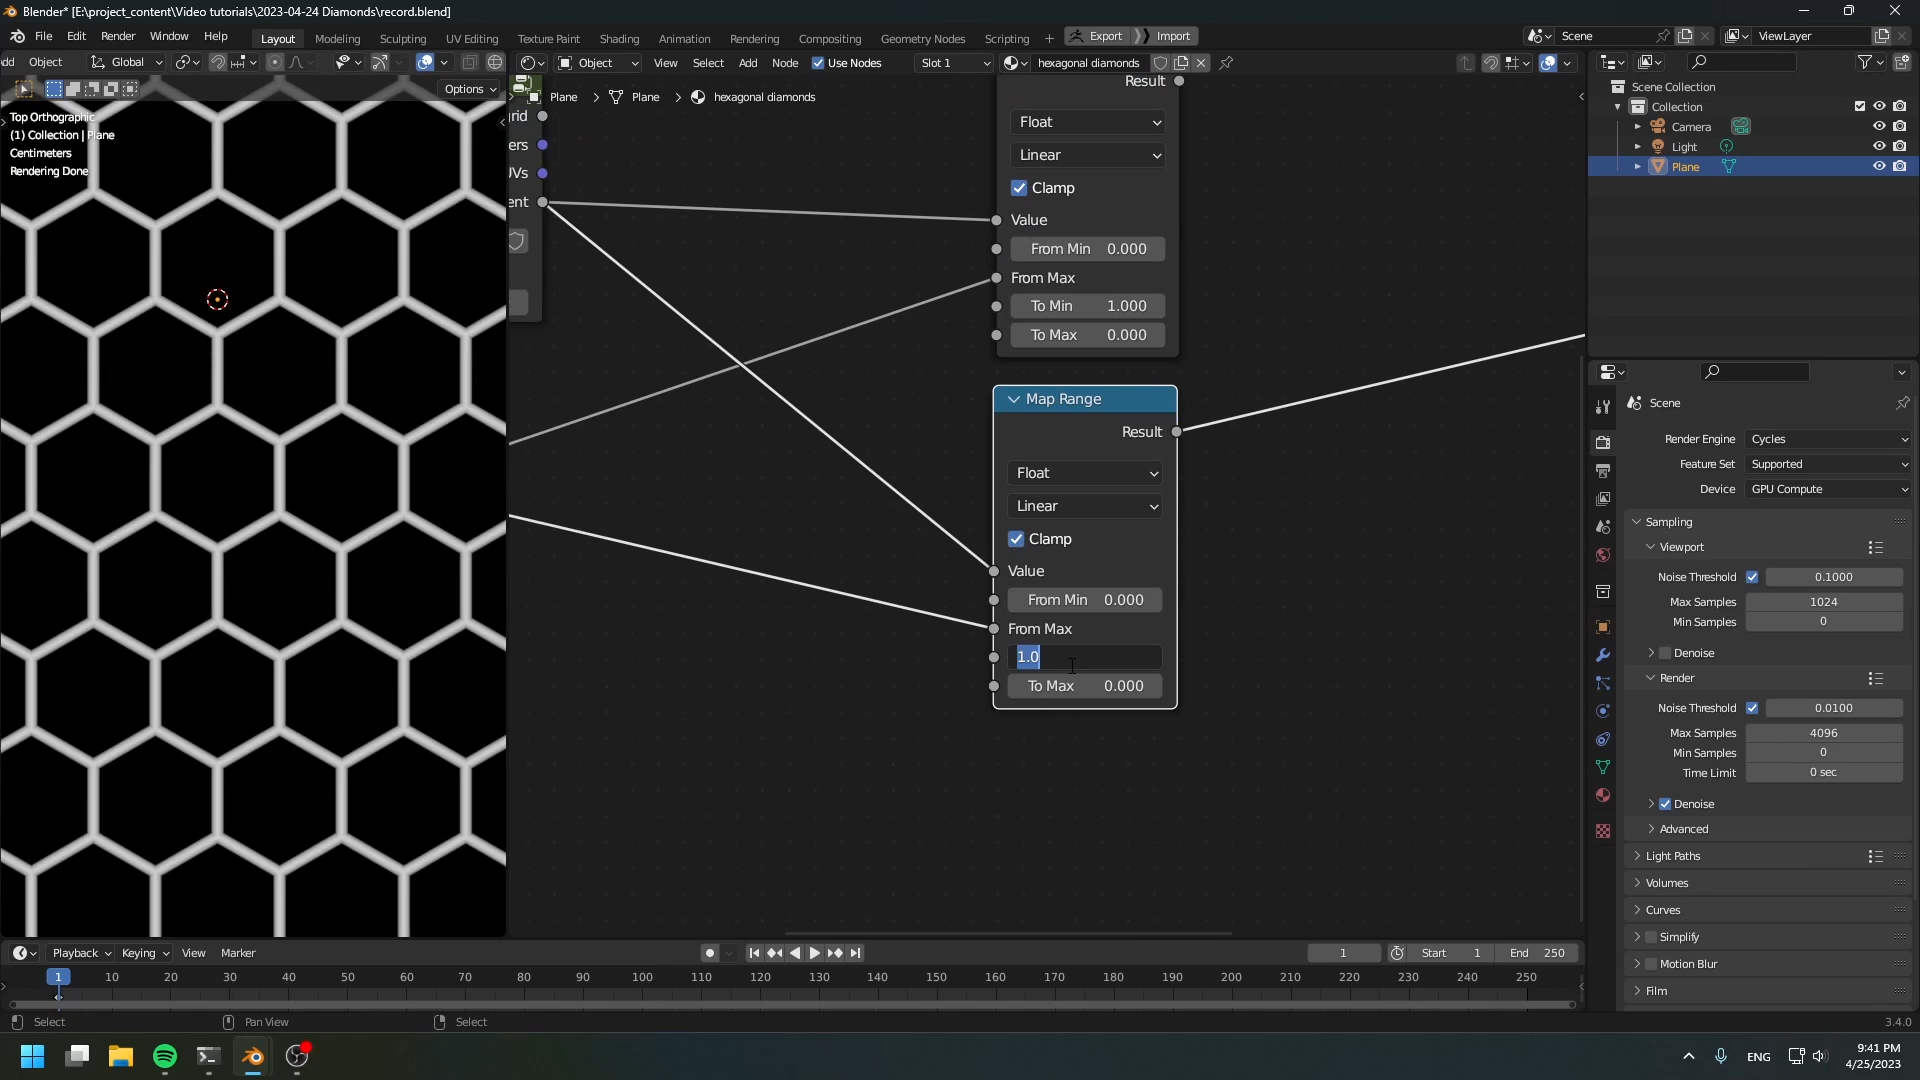 Blender* [E:\project_content\Video tutorials\2023-04-24 Diamonds\record.blend]
File Edit Render Window Help
Layout Modeling Sculpting UV Editing Texture Paint Shading Animation Rendering Compositing Geometry Nodes Scripting
Export Import
Scene ViewLayer
dd Object Global
Object View Select Add Node Use Nodes Slot 1 hexagonal diamonds
Options
Plane > Plane > hexagonal diamonds
Top Orthographic
(1) Collection | Plane
Centimeters
Rendering Done
rid
ers
UVs
ent
Result
Float
Linear
Clamp
Value
From Min 0.000
From Max
To Min 1.000
To Max 0.000
Map Range
Result
Float
Linear
Clamp
Value
From Min 0.000
From Max
1.0
To Max 0.000
Scene Collection
Collection
Camera
Light
Plane
Scene
Render Engine Cycles
Feature Set Supported
Device GPU Compute
Sampling
Viewport
Noise Threshold 0.1000
Max Samples 1024
Min Samples 0
Denoise
Render
Noise Threshold 0.0100
Max Samples 4096
Min Samples 0
Time Limit 0 sec
Denoise
Advanced
Light Paths
Volumes
Curves
Simplify
Motion Blur
Film
Playback Keying View Marker
1 Start 1 End 250
1 10 20 30 40 50 60 70 80 90 100 110 120 130 140 150 160 170 180 190 200 210 220 230 240 250
Select Pan View Select
3.4.0
ENG
9:41 PM
4/25/2023